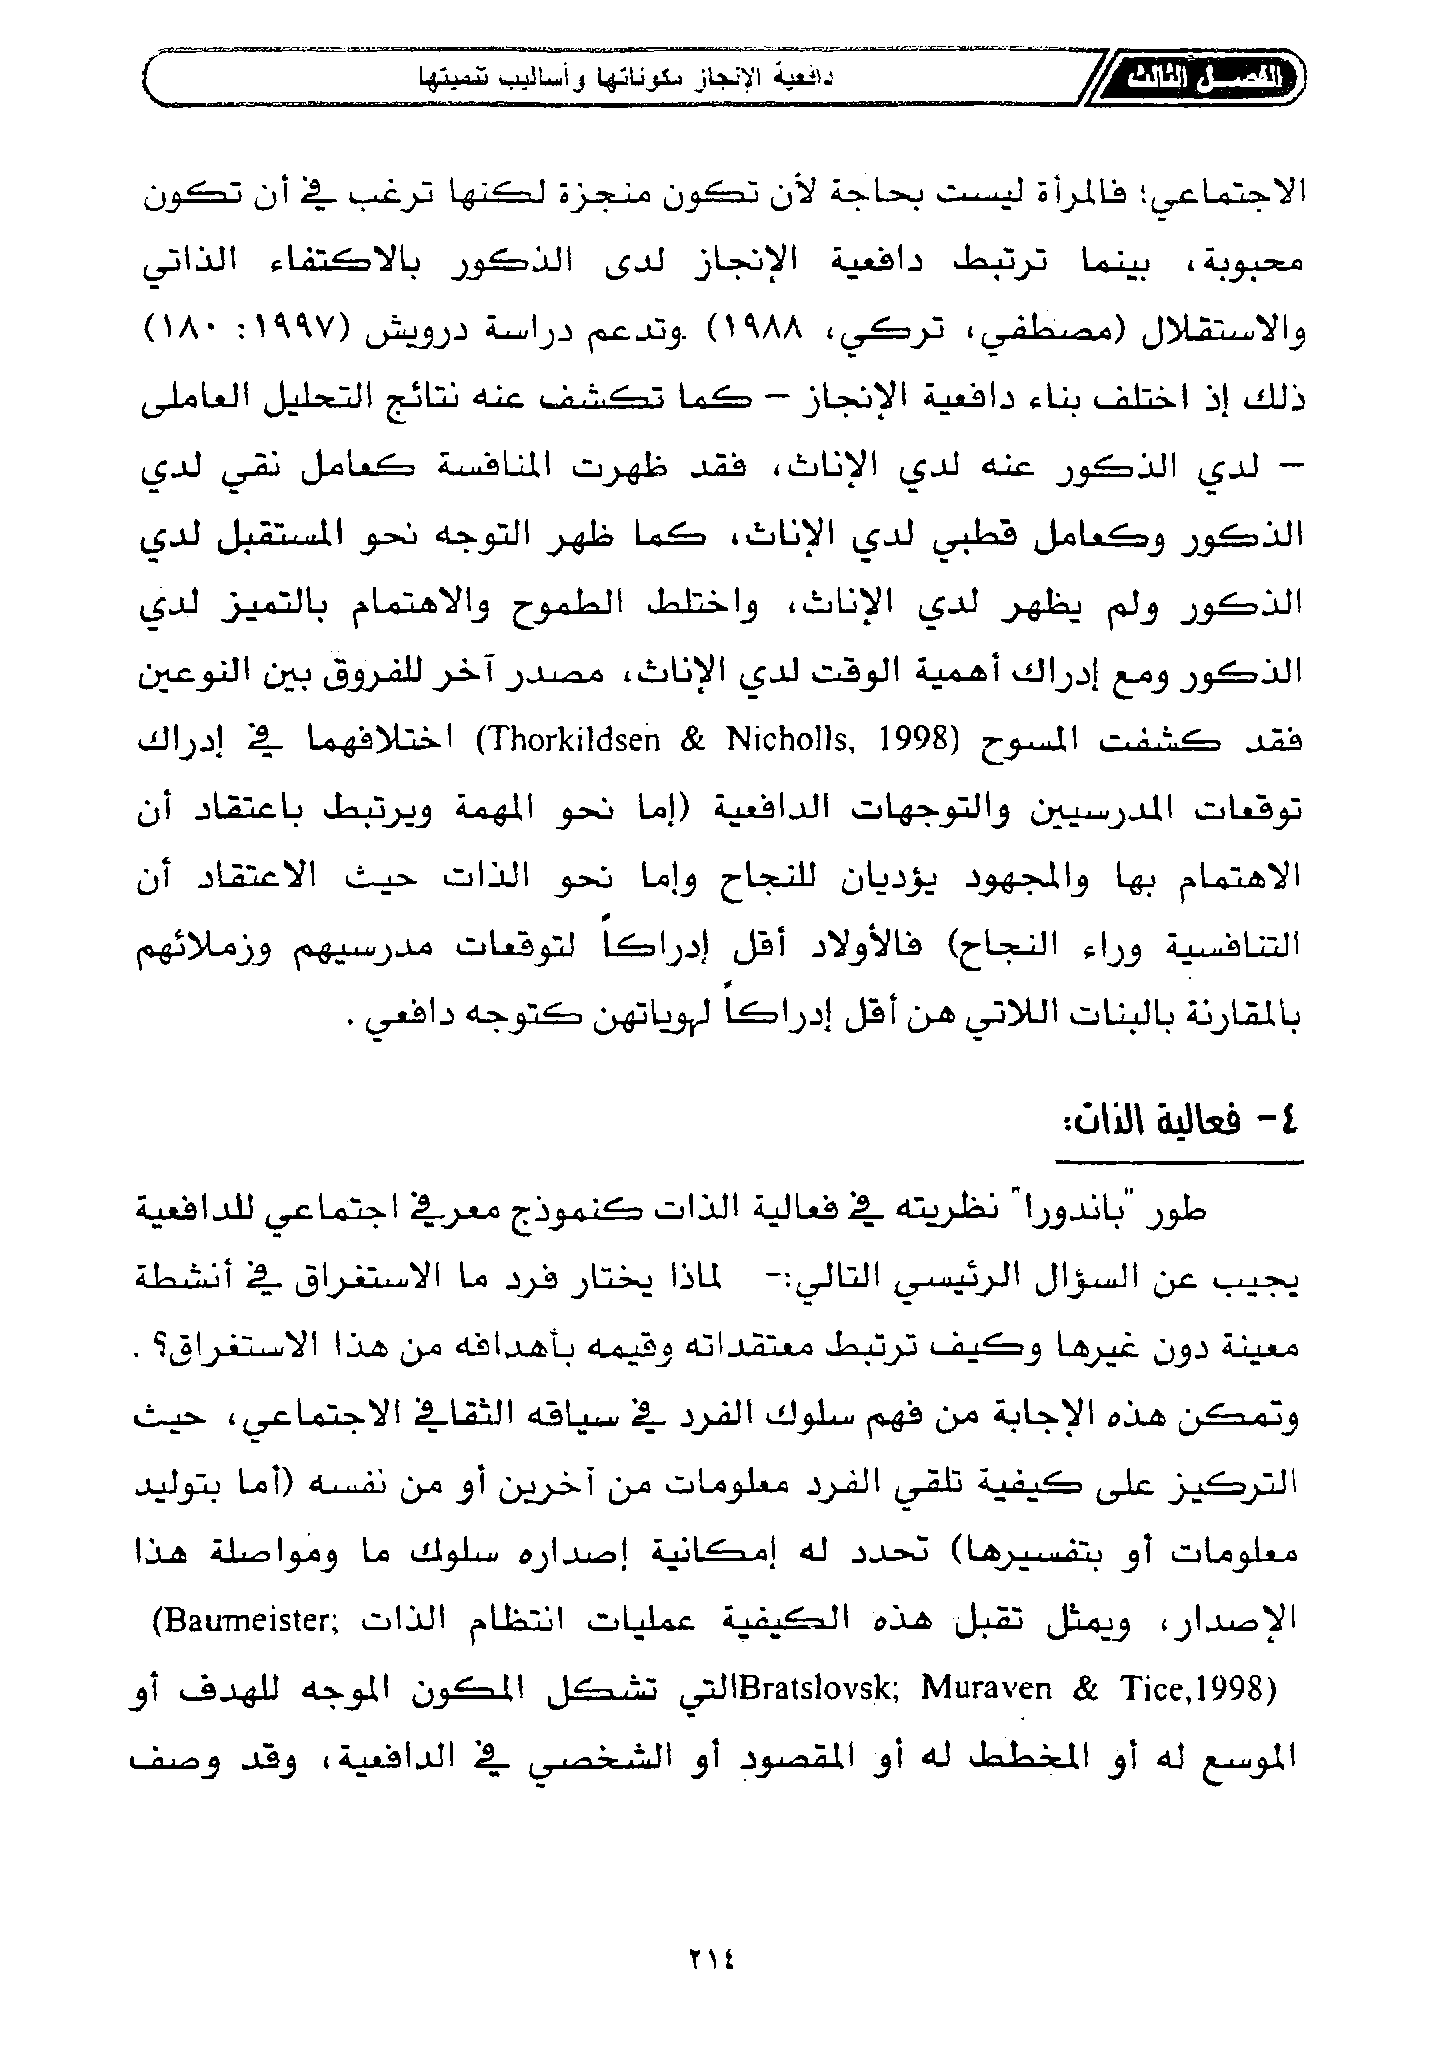 الفصل الثالث
دافعية الإنجاز مكوناتها وأساليب تنميتها
الاجتماعي؛ فالمرأة ليست بحاجة لأن تكون منجزة لكنها ترغب في أن تكون
محبوبة، بينما ترتبط دافعية الإنجاز لدى الذكور بالاكتفاء الذاتي
والاستقلال (مصطفي، تركي، ١٩٨٨) .وتدعم دراسة درويش (١٩٩٧: ١٨٠)
ذلك إذ اختلف بناء دافعية الإنجاز – كما تكشف عنه نتائج التحليل العاملى
– لدي الذكور عنه لدي الإناث، فقد ظهرت المنافسة كعامل نقي لدي
الذكور وكعامل قطبي لدي الإناث، كما ظهر التوجه نحو المستقبل لدي
الذكور ولم يظهر لدي الإناث، واختلط الطموح والاهتمام بالتميز لدي
الذكور ومع إدراك أهمية الوقت لدي الإناث، مصدر آخر للفروق بين النوعين
فقد كشفت المسوح (Thorkildsen & Nicholls, 1998) اختلافهما في إدراك
توقعات المدرسيين والتوجهات الدافعية (إما نحو المهمة ويرتبط باعتقاد أن
الاهتمام بها والمجهود يؤديان للنجاح وإما نحو الذات حيث الاعتقاد أن
التنافسية وراء النجاح) فالأولاد أقل إدراكاً لتوقعات مدرسيهم وزملائهم
بالمقارنة بالبنات اللاتي هن أقل إدراكاً لهوياتهن كتوجه دافعي .
٤- فعالية الذات:
طور "باندورا" نظريته في فعالية الذات كنموذج معرفي اجتماعي للدافعية
يجيب عن السؤال الرئيسي التالي:- لماذا يختار فرد ما الاستغراق في أنشطة
معينة دون غيرها وكيف ترتبط معتقداته وقيمه بأهدافه من هذا الاستغراق؟ .
وتمكن هذه الإجابة من فهم سلوك الفرد في سياقه الثقافي الاجتماعي، حيث
التركيز على كيفية تلقي الفرد معلومات من آخرين أو من نفسه (أما بتوليد
معلومات أو بتفسيرها) تحدد له إمكانية إصداره سلوك ما ومواصلة هذا
الإصدار، ويمثل تقبل هذه الكيفية عمليات انتظام الذات (Baumeister;
Bratslovsk; Muraven & Tice,1998) التي تشكل المكون الموجه للهدف أو
الموسع له أو المخطط له أو المقصود أو الشخصي في الدافعية، وقد وصف
٢١٤